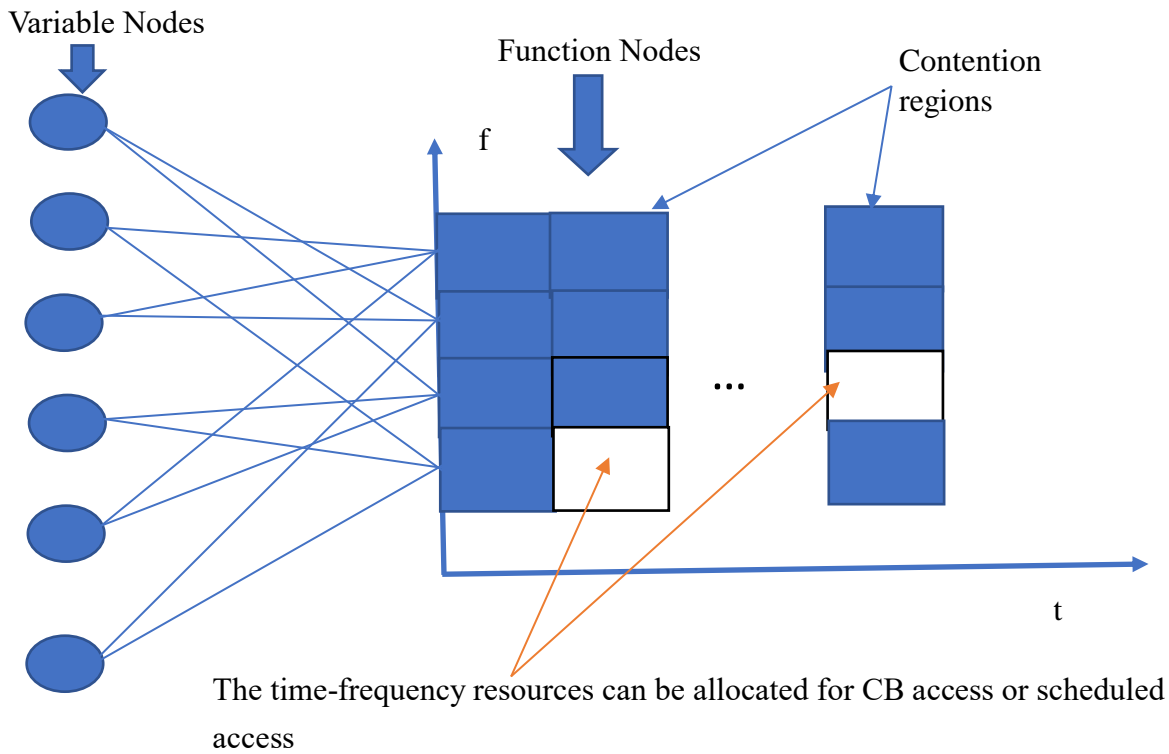 Variable Nodes
Function Nodes
Contention
regions
f
...
t
The time-frequency resources can be allocated for CB access or scheduled
access